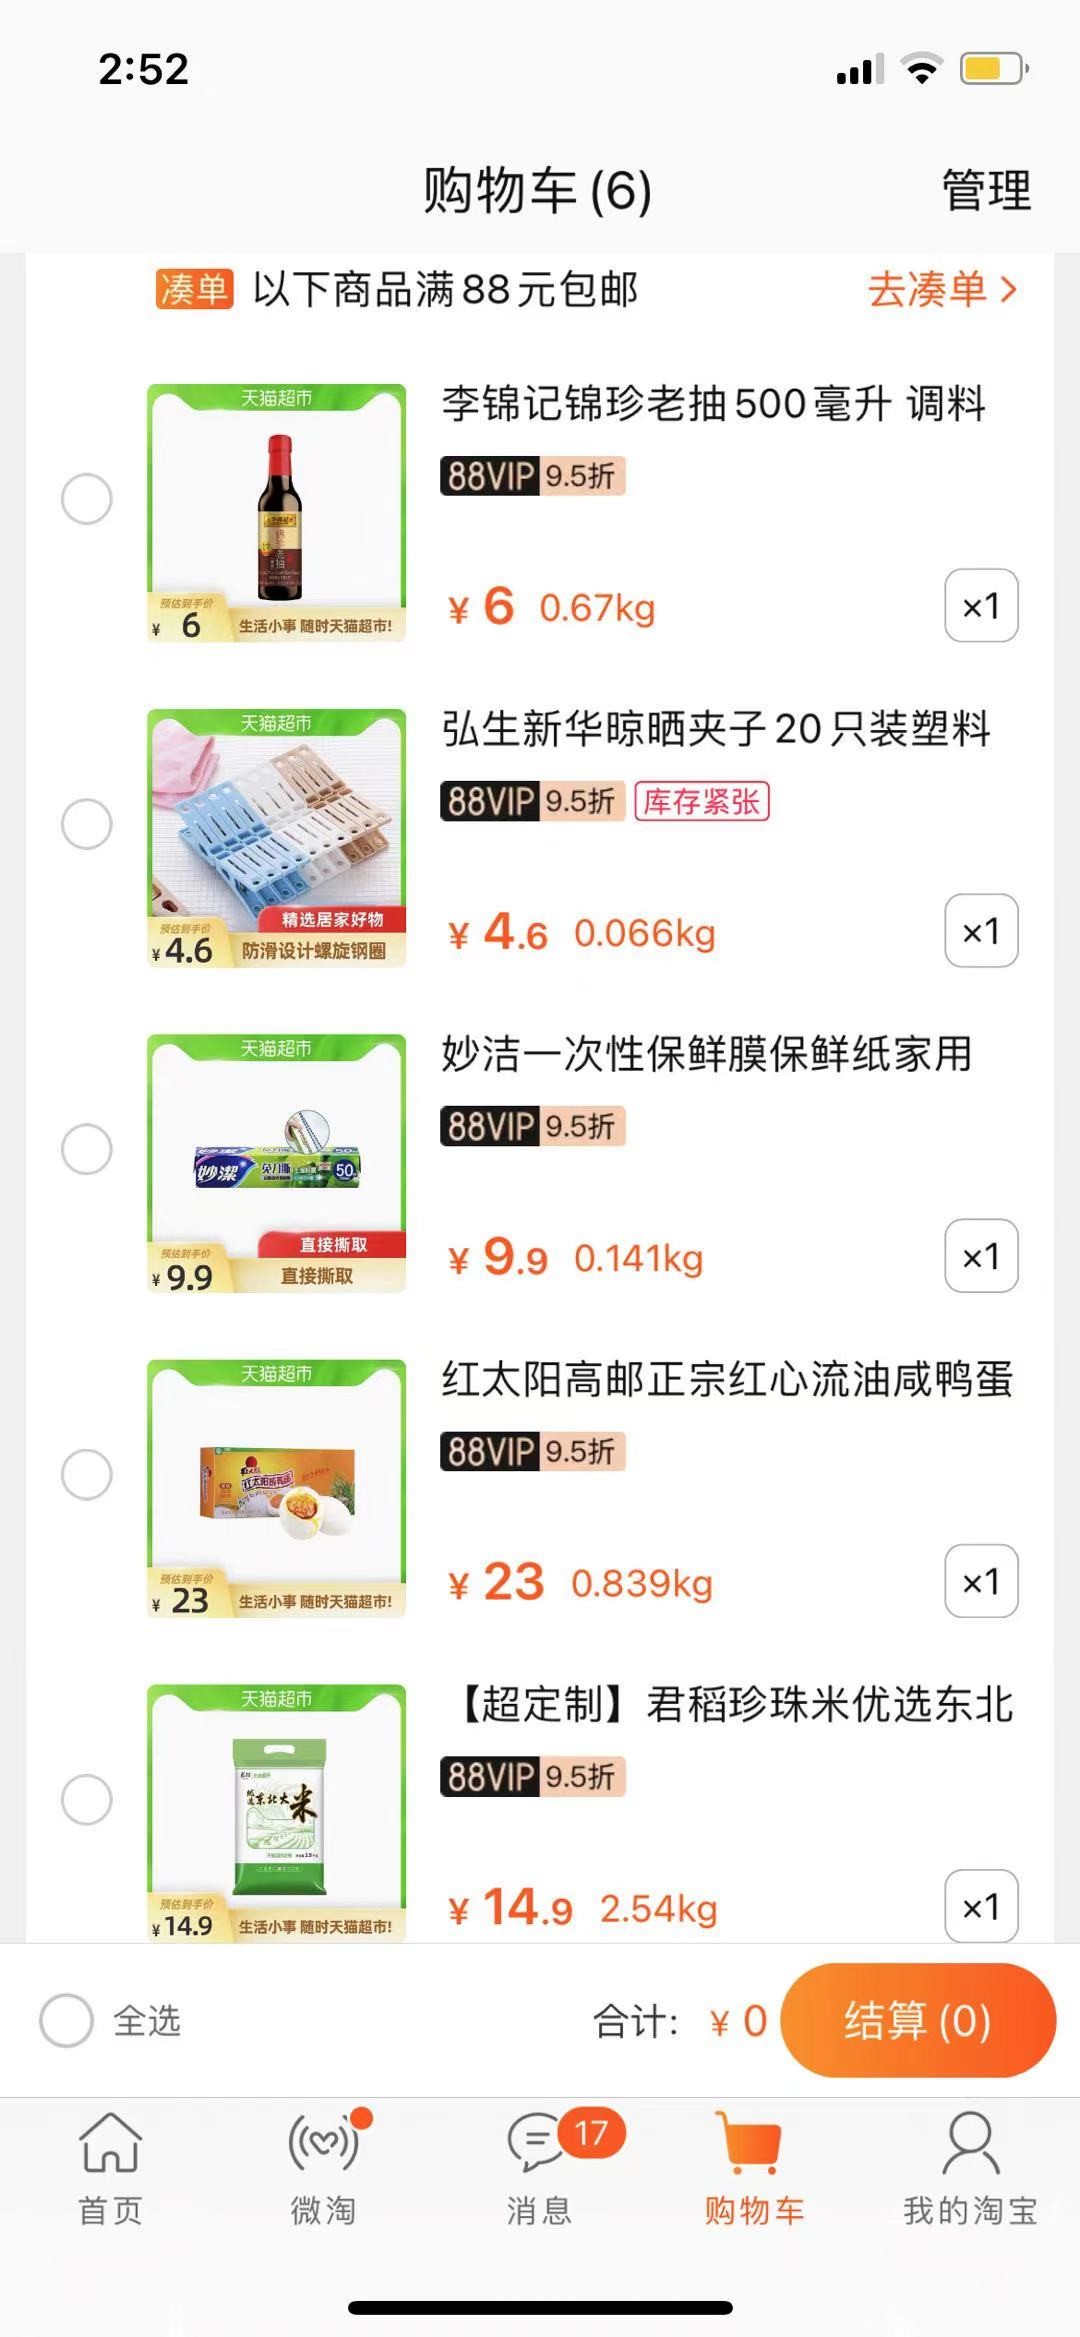 2:52
购物车(6)
管理
凑单 以下商品满88元包邮 去凑单 >
天猫超市
李锦记锦珍老抽500毫升 调料
88VIP 9.5折
预估到手价
¥ 6 生活小事 随时天猫超市!
¥ 6 0.67kg ×1
天猫超市
弘生新华晾晒夹子20只装塑料
88VIP 9.5折 库存紧张
精选居家好物
预估到手价
¥4.6 防滑设计螺旋钢圈
¥ 4.6 0.066kg ×1
天猫超市
妙洁一次性保鲜膜保鲜纸家用
88VIP 9.5折
妙潔 免刀撕 50
直接撕取
预估到手价
¥9.9 直接撕取
¥ 9.9 0.141kg ×1
天猫超市
红太阳高邮正宗红心流油咸鸭蛋
88VIP 9.5折
红太阳咸鸭蛋
预估到手价
¥ 23 生活小事 随时天猫超市!
¥ 23 0.839kg ×1
天猫超市
【超定制】君稻珍珠米优选东北
88VIP 9.5折
优选东北大米
预估到手价
¥14.9 生活小事 随时天猫超市!
¥ 14.9 2.54kg ×1
全选 合计: ¥ 0 结算(0)
17
首页 微淘 消息 购物车 我的淘宝